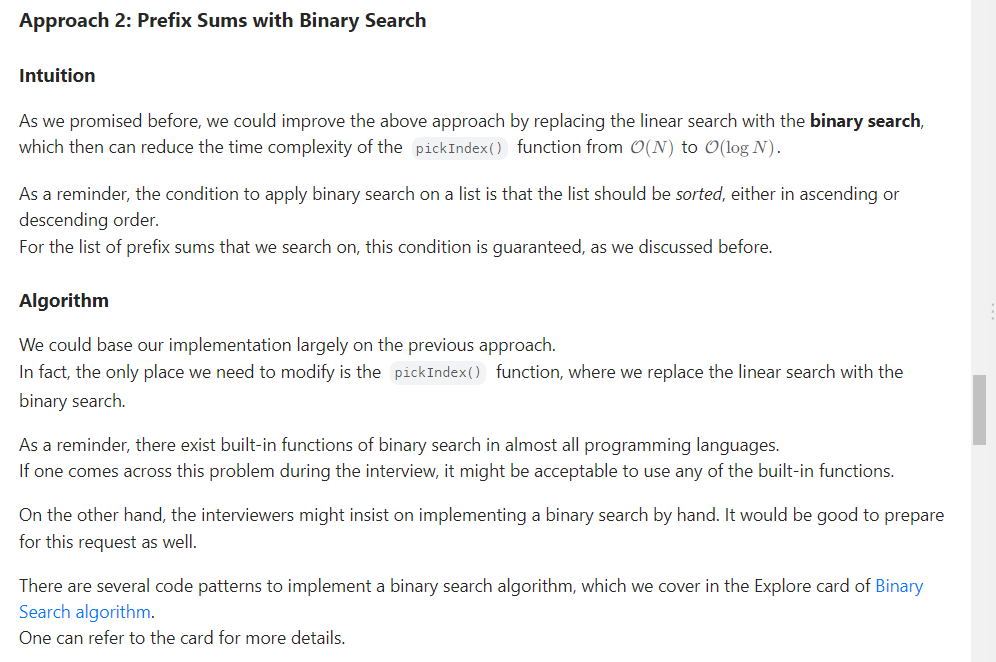 Approach 2: Prefix Sums with Binary Search
Intuition
As we promised before, we could improve the above approach by replacing the linear search with the binary search,
which then can reduce the time complexity of the pickIndex() function from O(N) to O(log N).
As a reminder, the condition to apply binary search on a list is that the list should be sorted, either in ascending or
descending order.
For the list of prefix sums that we search on, this condition is guaranteed, as we discussed before.
Algorithm
We could base our implementation largely on the previous approach.
In fact, the only place we need to modify is the pickIndex() function, where we replace the linear search with the
binary search.
As a reminder, there exist built-in functions of binary search in almost all programming languages.
If one comes across this problem during the interview, it might be acceptable to use any of the built-in functions.
On the other hand, the interviewers might insist on implementing a binary search by hand. It would be good to prepare
for this request as well.
There are several code patterns to implement a binary search algorithm, which we cover in the Explore card of Binary
Search algorithm.
One can refer to the card for more details.